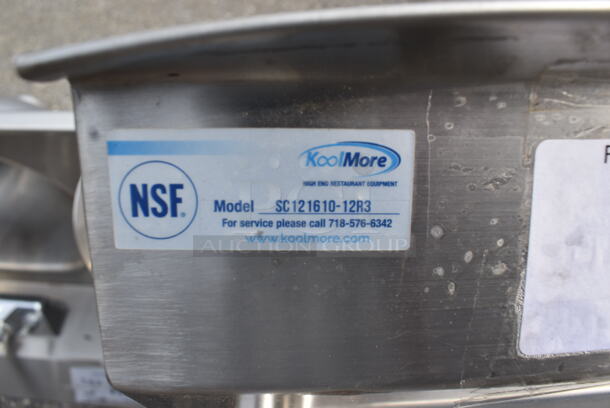 KoolMore
HIGH END RESTAURANT EQUIPMENT
NSF.
Model SC121610-12R3
For service please call 718-576-6342
AUCTION GROUP
www.koolmore.com